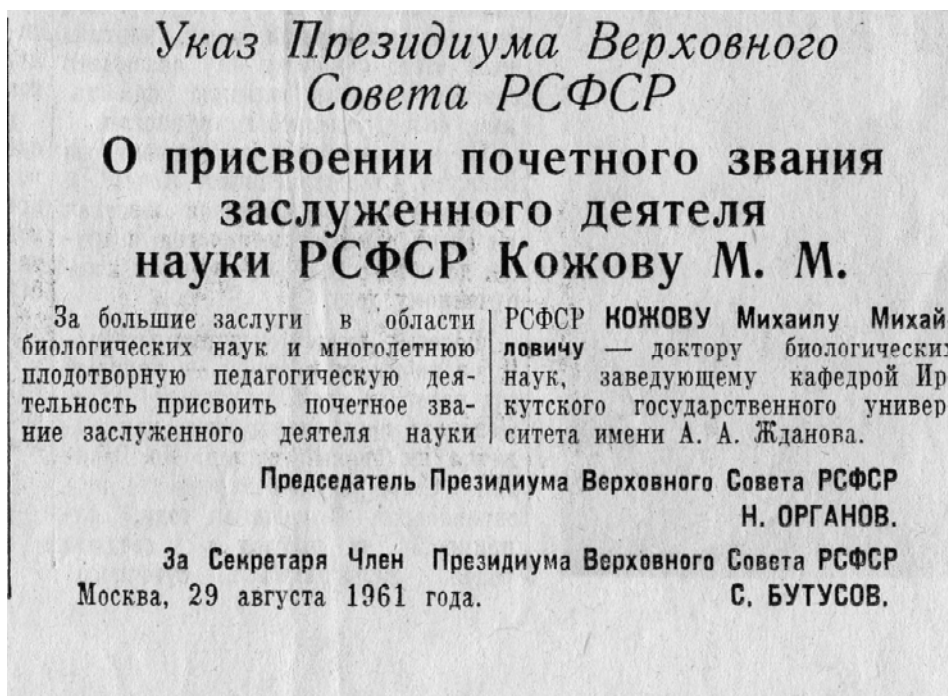 Указ Президиума Верховного
Совета РСФСР
О присвоении почетного звания
заслуженного деятеля
науки РСФСР Кожову М. М.
За большие заслуги в области
биологических наук и многолетнюю
плодотворную педагогическую дея-
тельность присвоить почетное зва-
ние заслуженного деятеля науки
РСФСР КОЖОВУ Михаилу Михай
ловичу — доктору биологических
наук, заведующему кафедрой Ир
кутского государственного универ
ситета имени А. А. Жданова.
Председатель Президиума Верховного Совета РСФСР
Н. ОРГАНОВ.
За Секретаря Член Президиума Верховного Совета РСФСР
С. БУТУСОВ.
Москва, 29 августа 1961 года.